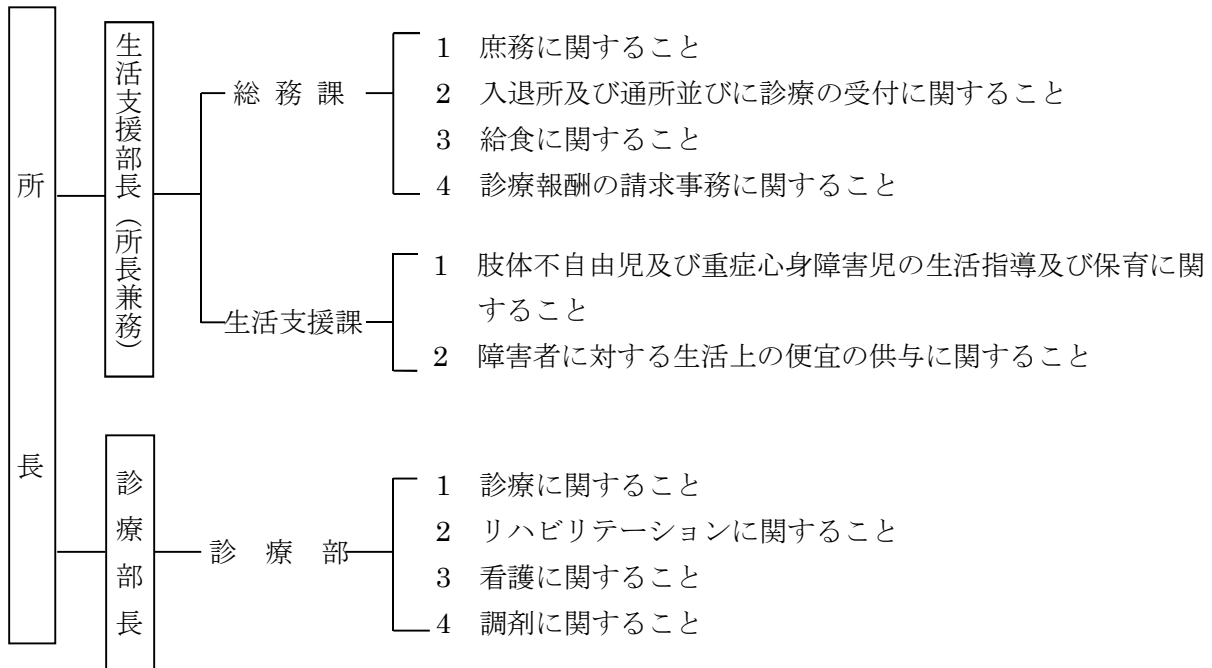 所長
生活支援部長（所長兼務）
総務課
1 庶務に関すること
2 入退所及び通所並びに診療の受付に関すること
3 給食に関すること
4 診療報酬の請求事務に関すること
生活支援課
1 肢体不自由児及び重症心身障害児の生活指導及び保育に関
すること
2 障害者に対する生活上の便宜の供与に関すること
診療部長
診療部
1 診療に関すること
2 リハビリテーションに関すること
3 看護に関すること
4 調剤に関すること